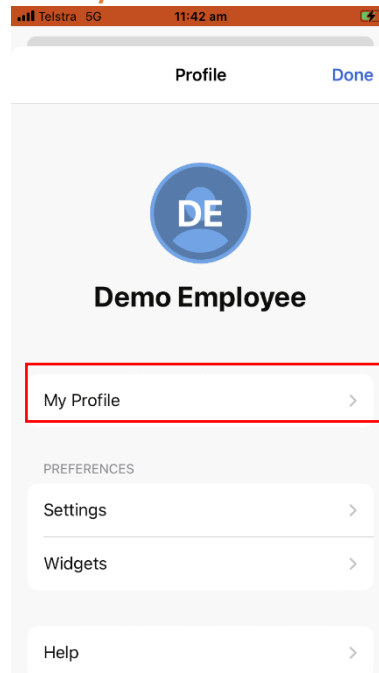 Telstra 5G 11:42 am
Profile Done
DE
Demo Employee
My Profile
PREFERENCES
Settings
Widgets
Help